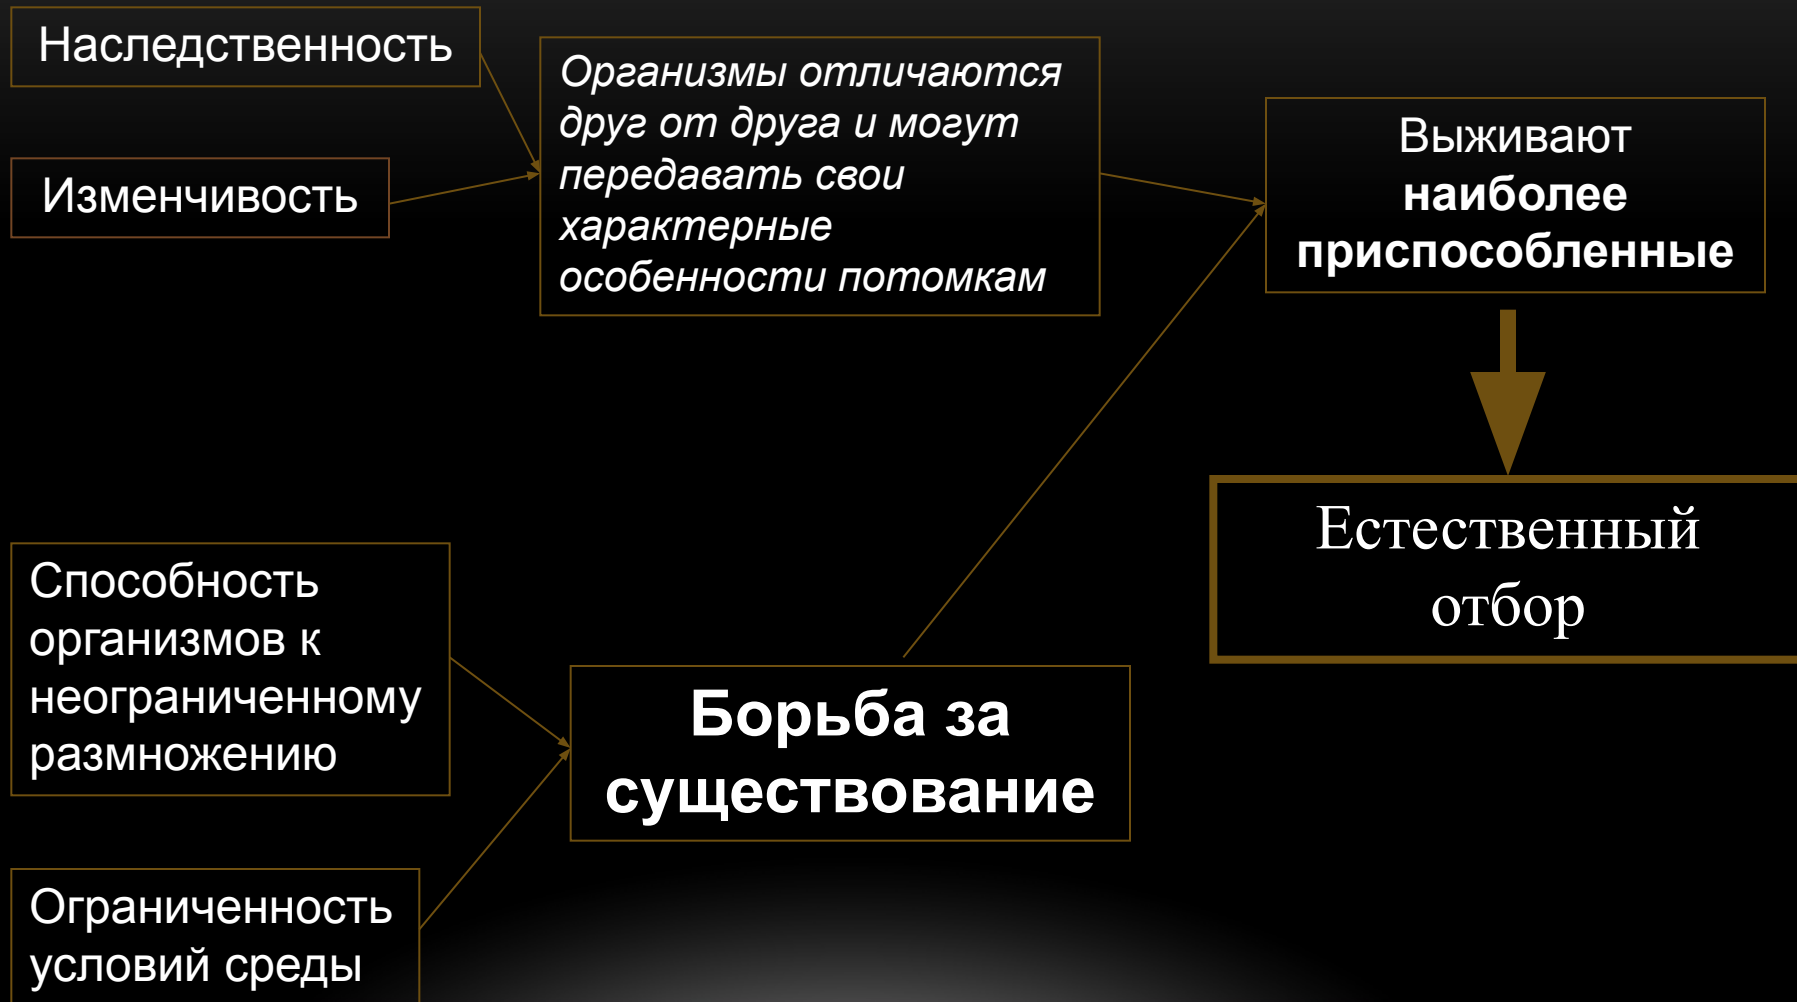 Наследственность
Изменчивость
Организмы отличаются
друг от друга и могут
передавать свои
характерные
особенности потомкам
Выживают
наиболее
приспособленные
Естественный
отбор
Способность
организмов к
неограниченному
размножению
Борьба за
существование
Ограниченность
условий среды